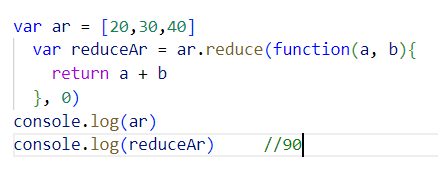 var ar = [20,30,40]
  var reduceAr = ar.reduce(function(a, b){
    return a + b
  }, 0)
console.log(ar)
console.log(reduceAr)     //90